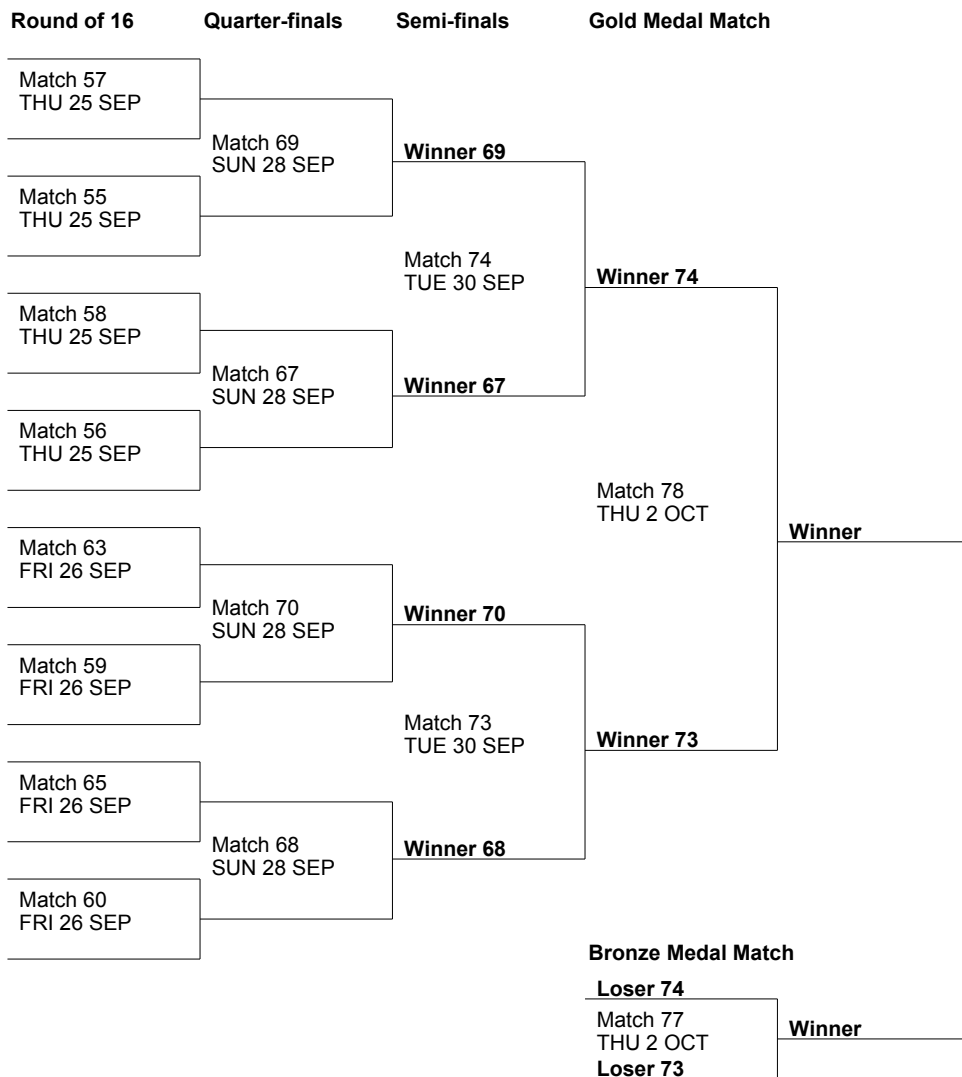 Round of 16 Quarter-finals Semi-finals Gold Medal Match
Match 57
THU 25 SEP
Match 69
SUN 28 SEP
Winner 69
Match 55
THU 25 SEP
Match 74
TUE 30 SEP
Winner 74
Match 58
THU 25 SEP
Match 67
SUN 28 SEP
Winner 67
Match 56
THU 25 SEP
Match 78
THU 2 OCT
Winner
Match 63
FRI 26 SEP
Match 70
SUN 28 SEP
Winner 70
Match 59
FRI 26 SEP
Match 73
TUE 30 SEP
Winner 73
Match 65
FRI 26 SEP
Match 68
SUN 28 SEP
Winner 68
Match 60
FRI 26 SEP
Bronze Medal Match
Loser 74
Match 77
THU 2 OCT
Winner
Loser 73